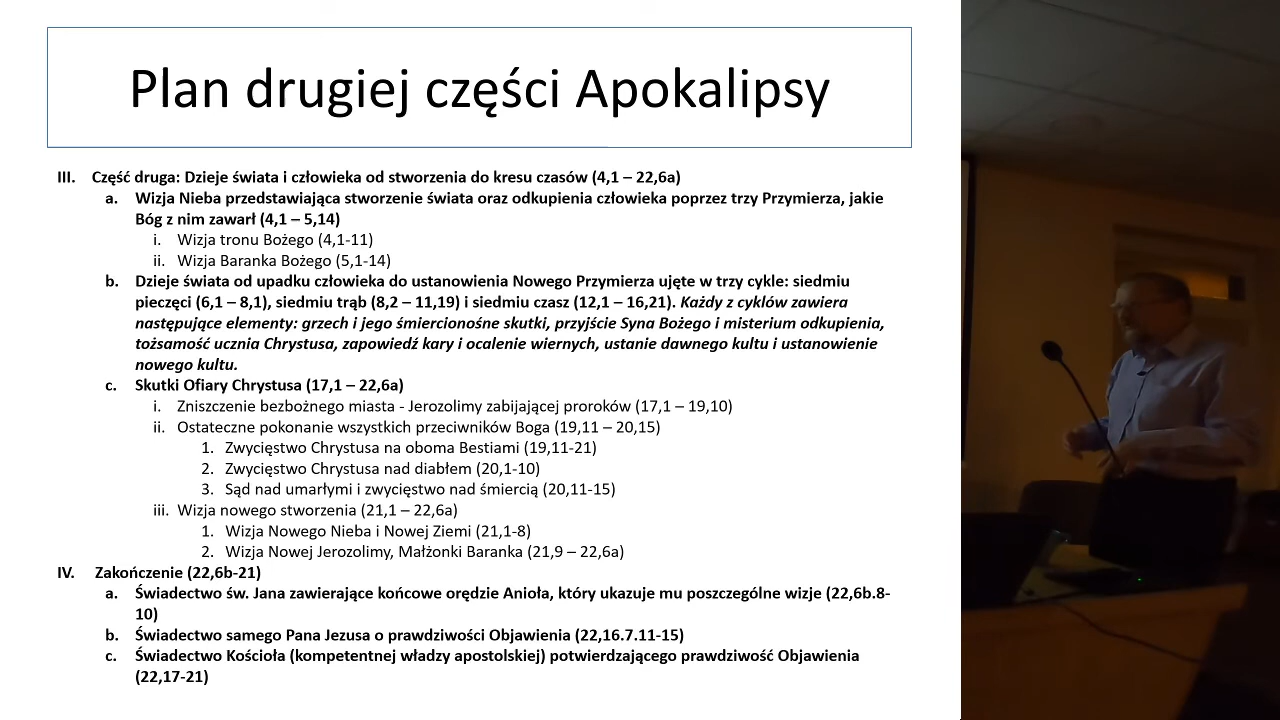 Plan drugiej części Apokalipsy
III. Część druga: Dzieje świata i człowieka od stworzenia do kresu czasów (4,1 – 22,6a)
a. Wizja Nieba przedstawiająca stworzenie świata oraz odkupienia człowieka poprzez trzy Przymierza, jakie
Bóg z nim zawarł (4,1 – 5,14)
i. Wizja tronu Bożego (4,1-11)
ii. Wizja Baranka Bożego (5,1-14)
b. Dzieje świata od upadku człowieka do ustanowienia Nowego Przymierza ujęte w trzy cykle: siedmiu
pieczęci (6,1 – 8,1), siedmiu trąb (8,2 – 11,19) i siedmiu czasz (12,1 – 16,21). Każdy z cyklów zawiera
następujące elementy: grzech i jego śmiercionośne skutki, przyjście Syna Bożego i misterium odkupienia,
tożsamość ucznia Chrystusa, zapowiedź kary i ocalenie wiernych, ustanie dawnego kultu i ustanowienie
nowego kultu.
c. Skutki Ofiary Chrystusa (17,1 – 22,6a)
i. Zniszczenie bezbożnego miasta - Jerozolimy zabijającej proroków (17,1 – 19,10)
ii. Ostateczne pokonanie wszystkich przeciwników Boga (19,11 – 20,15)
1. Zwycięstwo Chrystusa na oboma Bestiami (19,11-21)
2. Zwycięstwo Chrystusa nad diabłem (20,1-10)
3. Sąd nad umarłymi i zwycięstwo nad śmiercią (20,11-15)
iii. Wizja nowego stworzenia (21,1 – 22,6a)
1. Wizja Nowego Nieba i Nowej Ziemi (21,1-8)
2. Wizja Nowej Jerozolimy, Małżonki Baranka (21,9 – 22,6a)
IV. Zakończenie (22,6b-21)
a. Świadectwo św. Jana zawierające końcowe orędzie Anioła, który ukazuje mu poszczególne wizje (22,6b.8-
10)
b. Świadectwo samego Pana Jezusa o prawdziwości Objawienia (22,16.7.11-15)
c. Świadectwo Kościoła (kompetentnej władzy apostolskiej) potwierdzającego prawdziwość Objawienia
(22,17-21)